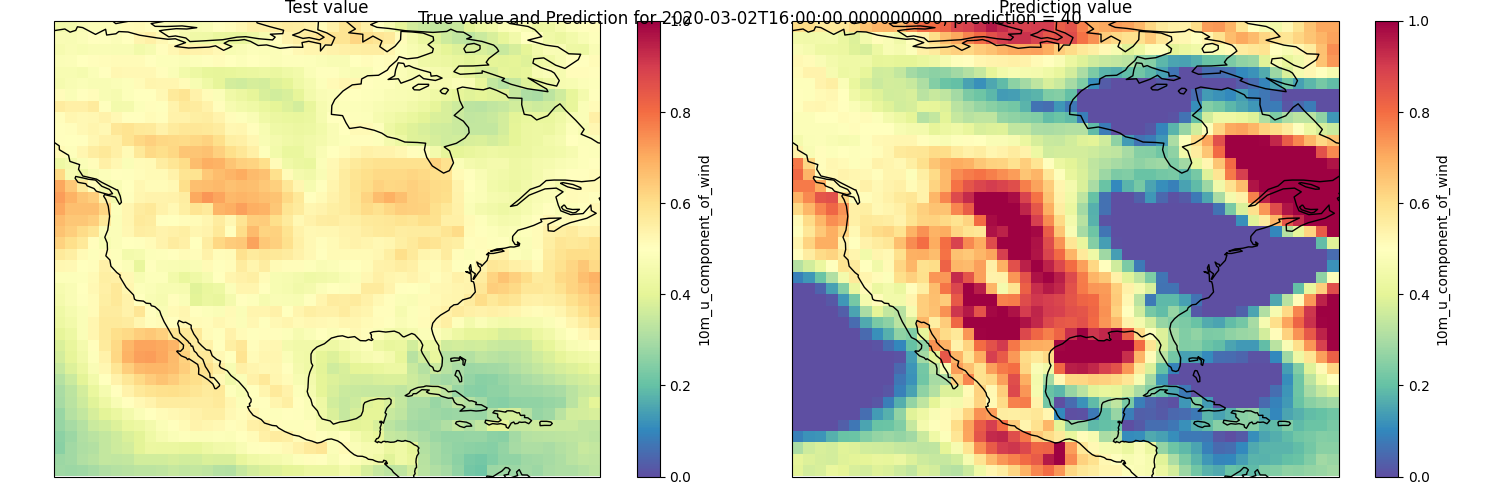 Test value
True value and Prediction for 2020-03-02T16:00:00.000000000 prediction = 40
Prediction value
1.0
0.8
0.6
0.4
0.2
0.0
10m_u_component_of_wind
1.0
0.8
0.6
0.4
0.2
0.0
10m_u_component_of_wind